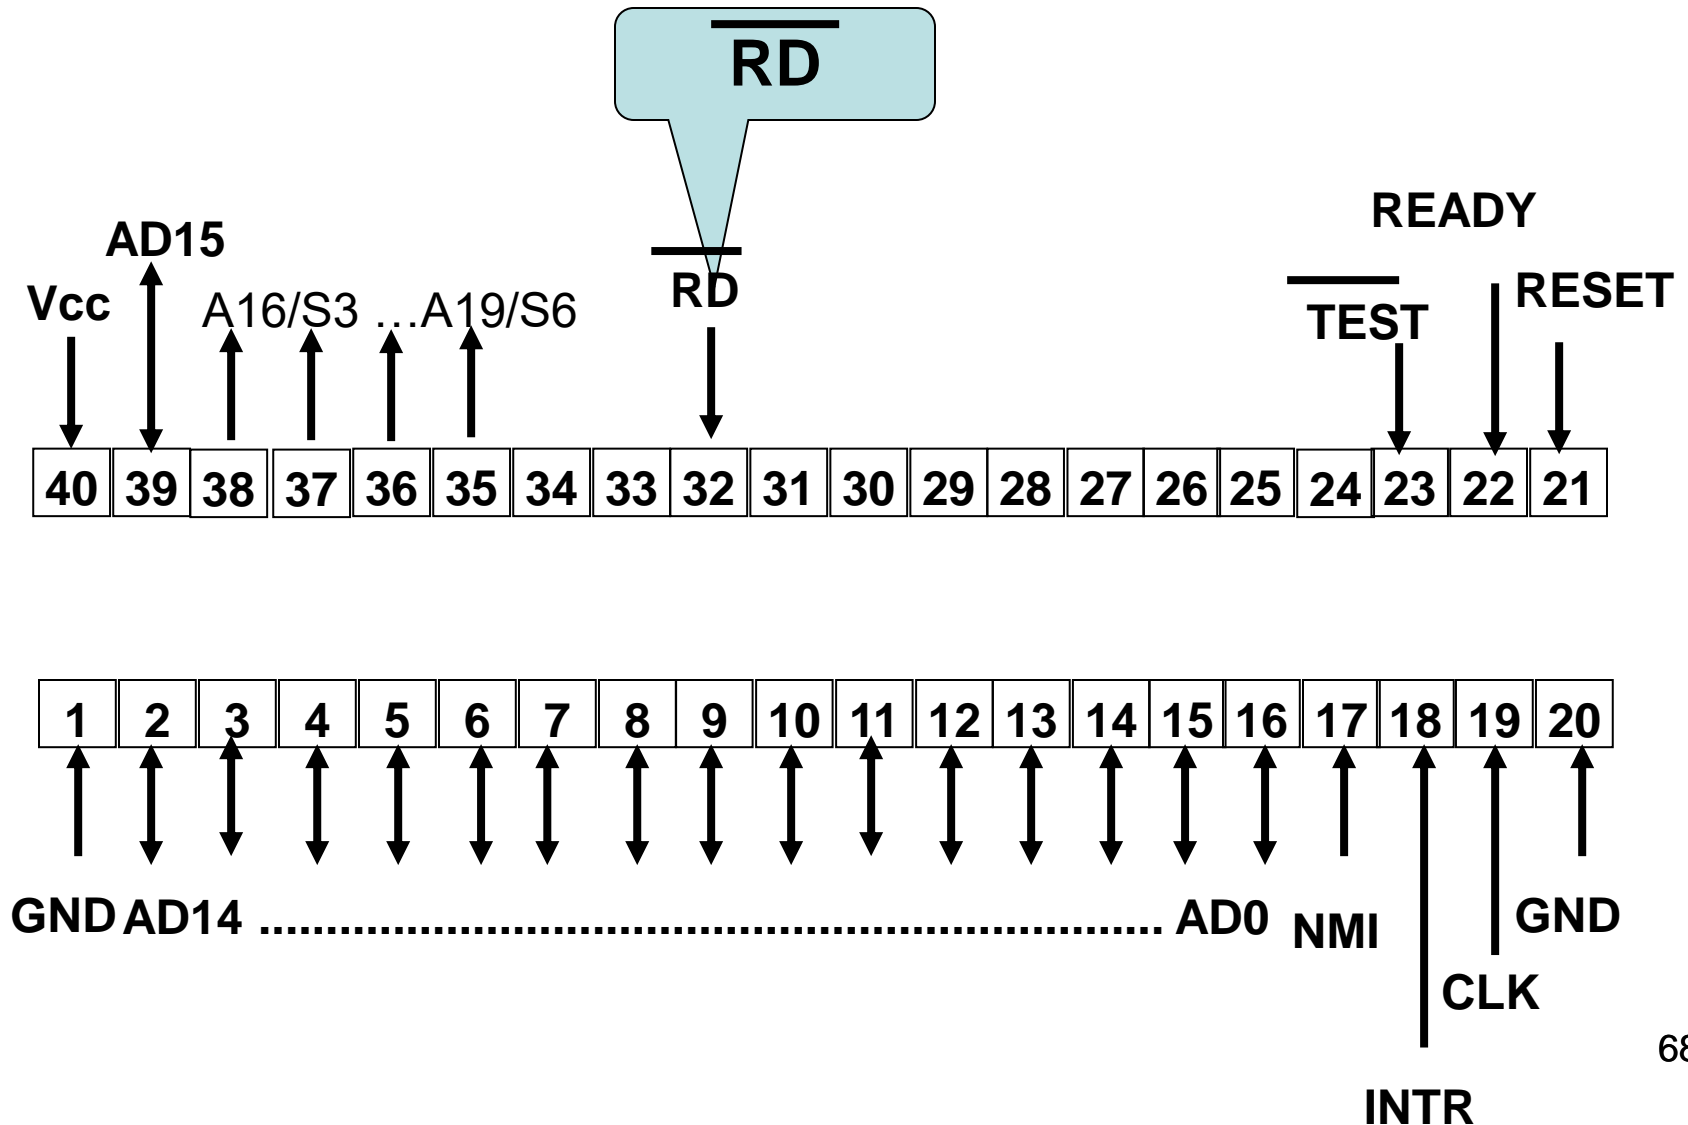 RD
READY
AD15
Vcc A16/S3 ...A19/S6 RD TEST RESET
40 39 38 37 36 35 34 33 32 31 30 29 28 27 26 25 24 23 22 21
1 2 3 4 5 6 7 8 9 10 11 12 13 14 15 16 17 18 19 20
GND AD14 ........................................................................ AD0 NMI GND
CLK
68
INTR